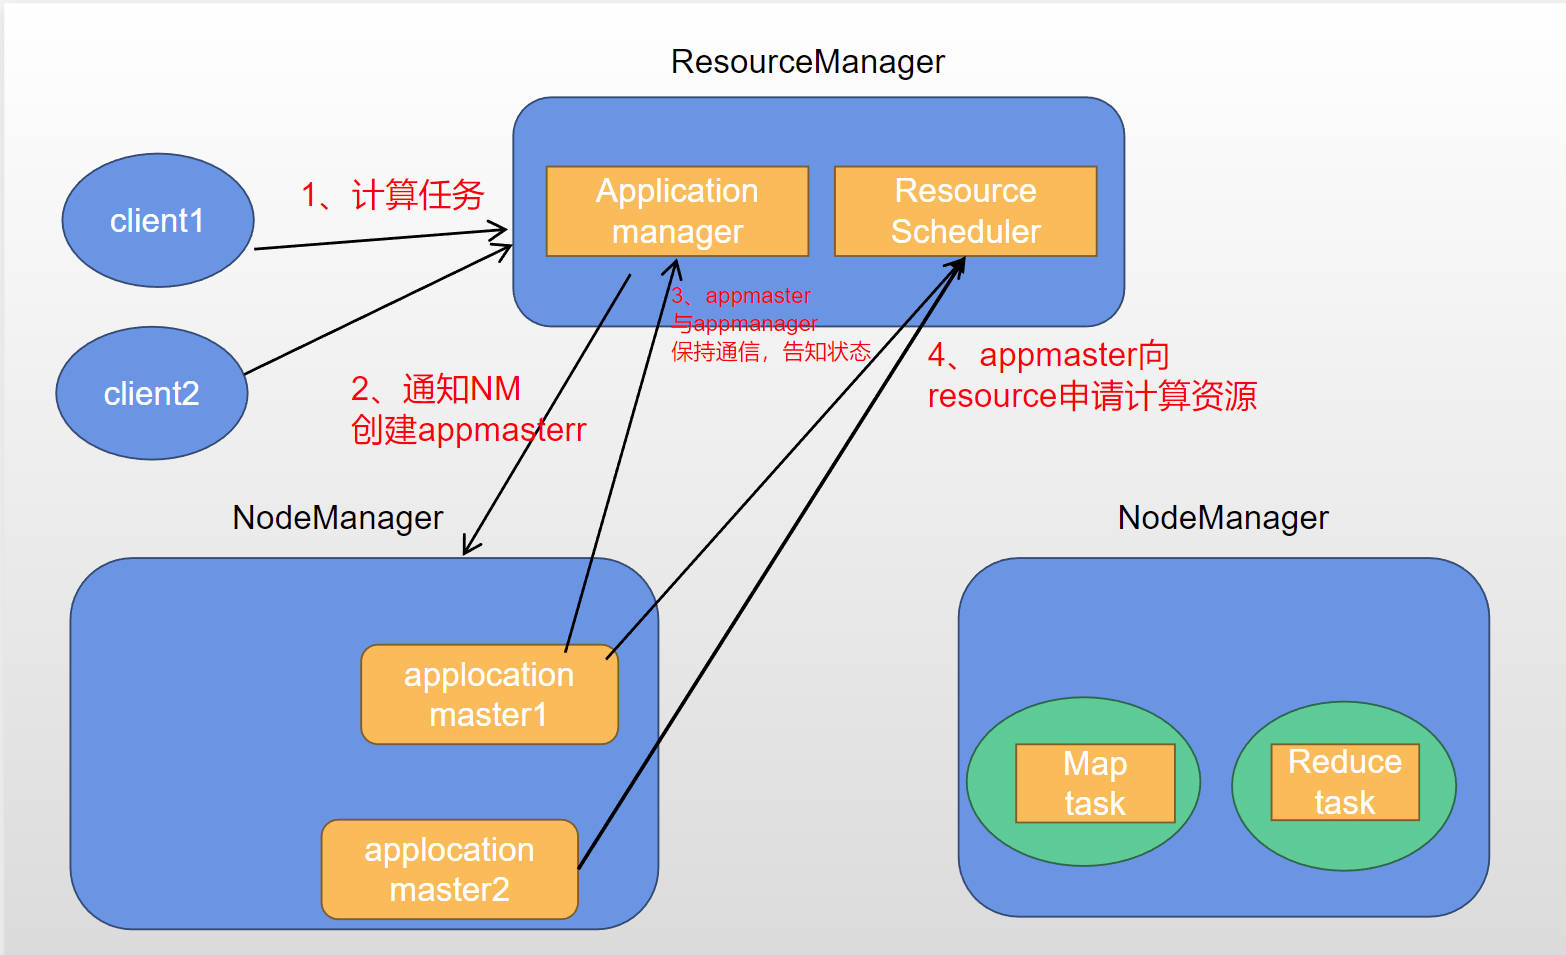 ResourceManager
client1
1、计算任务
Application
manager
Resource
Scheduler
client2
3、appmaster
与appmanager
保持通信，告知状态
2、通知NM
创建appmasterr
4、appmaster向
resource申请计算资源
NodeManager
applocation
master1
applocation
master2
NodeManager
Map
task
Reduce
task